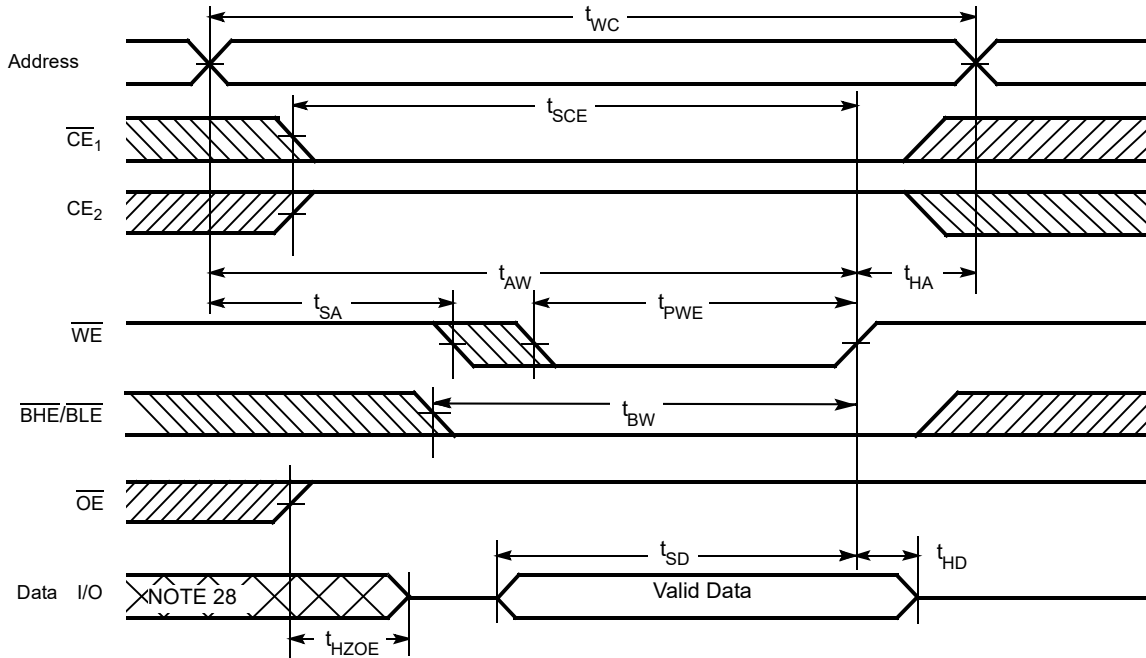 tWC
Address
tSCE
CE1
CE2
tAW
tHA
tSA
tPWE
WE
BHE/BLE
tBW
OE
tSD
tHD
Data I/O
NOTE 28
Valid Data
tHZOE